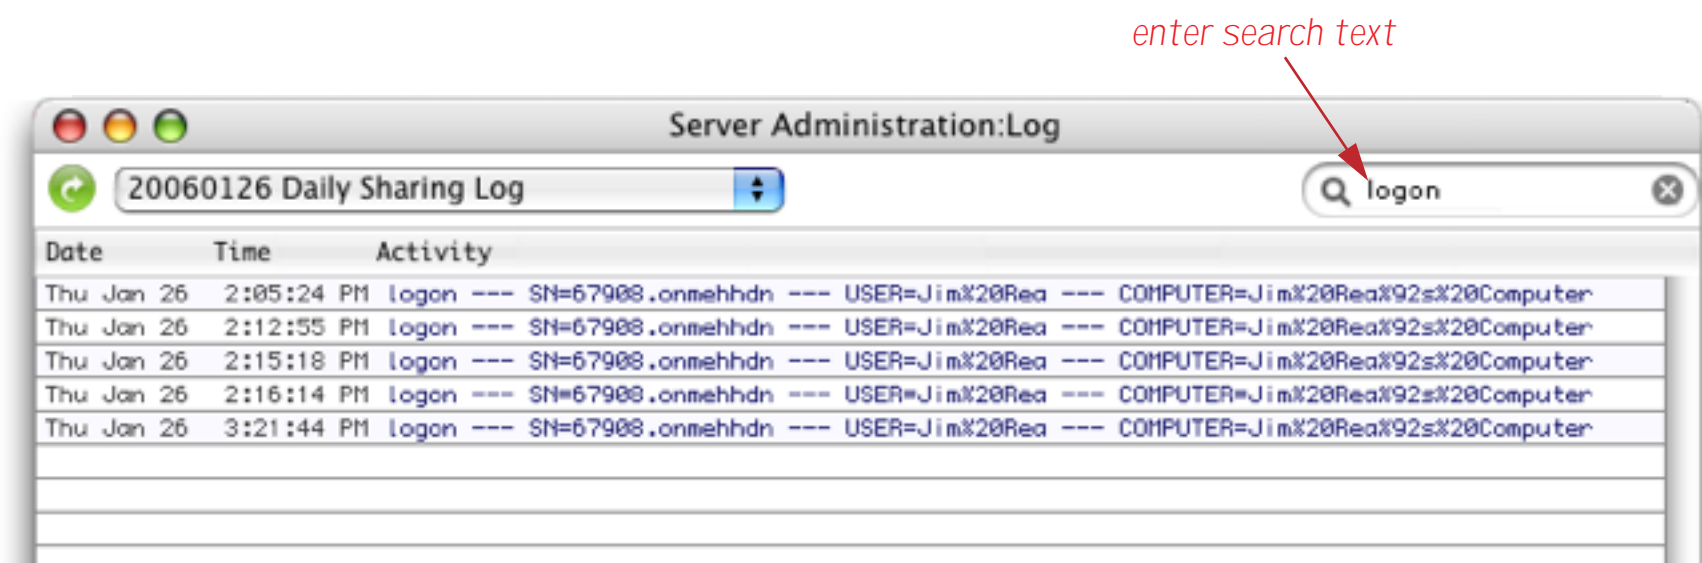 enter search text
Server Administration:Log
20060126 Daily Sharing Log
logon
Date Time Activity
Thu Jan 26 2:05:24 PM logon --- SN=67908.onmehhdn --- USER=Jim%20Rea --- COMPUTER=Jim%20Rea%92s%20Computer
Thu Jan 26 2:12:55 PM logon --- SN=67908.onmehhdn --- USER=Jim%20Rea --- COMPUTER=Jim%20Rea%92s%20Computer
Thu Jan 26 2:15:18 PM logon --- SN=67908.onmehhdn --- USER=Jim%20Rea --- COMPUTER=Jim%20Rea%92s%20Computer
Thu Jan 26 2:16:14 PM logon --- SN=67908.onmehhdn --- USER=Jim%20Rea --- COMPUTER=Jim%20Rea%92s%20Computer
Thu Jan 26 3:21:44 PM logon --- SN=67908.onmehhdn --- USER=Jim%20Rea --- COMPUTER=Jim%20Rea%92s%20Computer